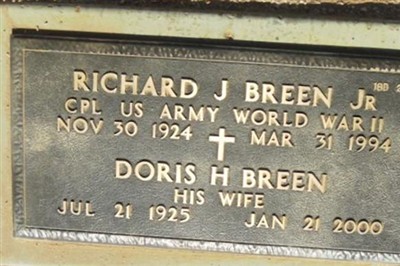 RICHARD J BREEN JR
CPL US ARMY WORLD WAR II
NOV 30 1924 MAR 31 1994
DORIS H BREEN
HIS WIFE
JUL 21 1925 JAN 21 2000